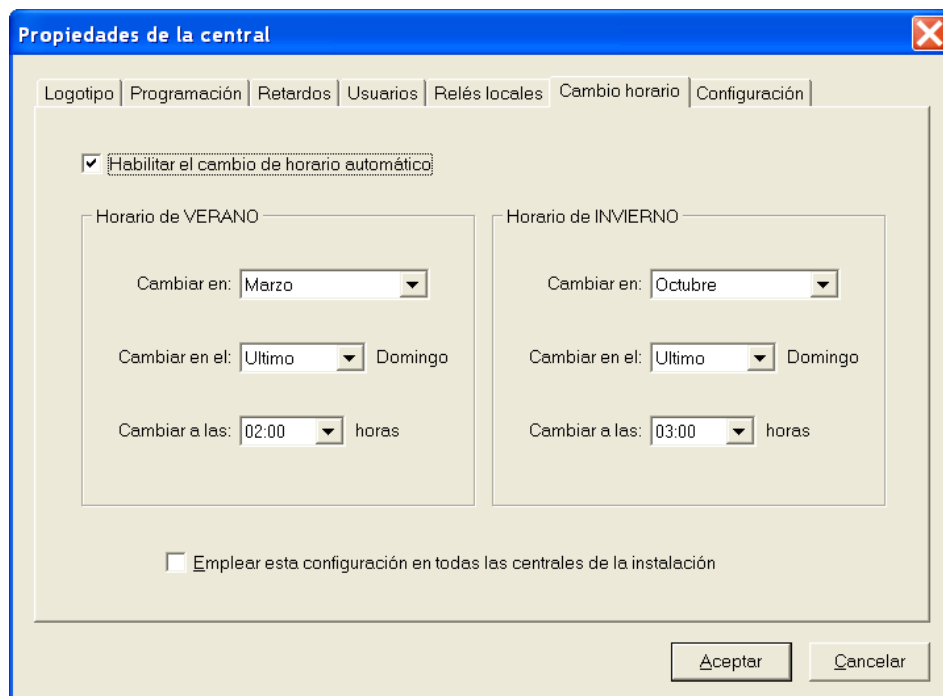 Propiedades de la central
Logotipo Programación Retardos Usuarios Relés locales Cambio horario Configuración
Habilitar el cambio de horario automático
Horario de VERANO
Cambiar en: Marzo
Cambiar en el: Ultimo Domingo
Cambiar a las: 02:00 horas
Horario de INVIERNO
Cambiar en: Octubre
Cambiar en el: Ultimo Domingo
Cambiar a las: 03:00 horas
Emplear esta configuración en todas las centrales de la instalación
Aceptar Cancelar